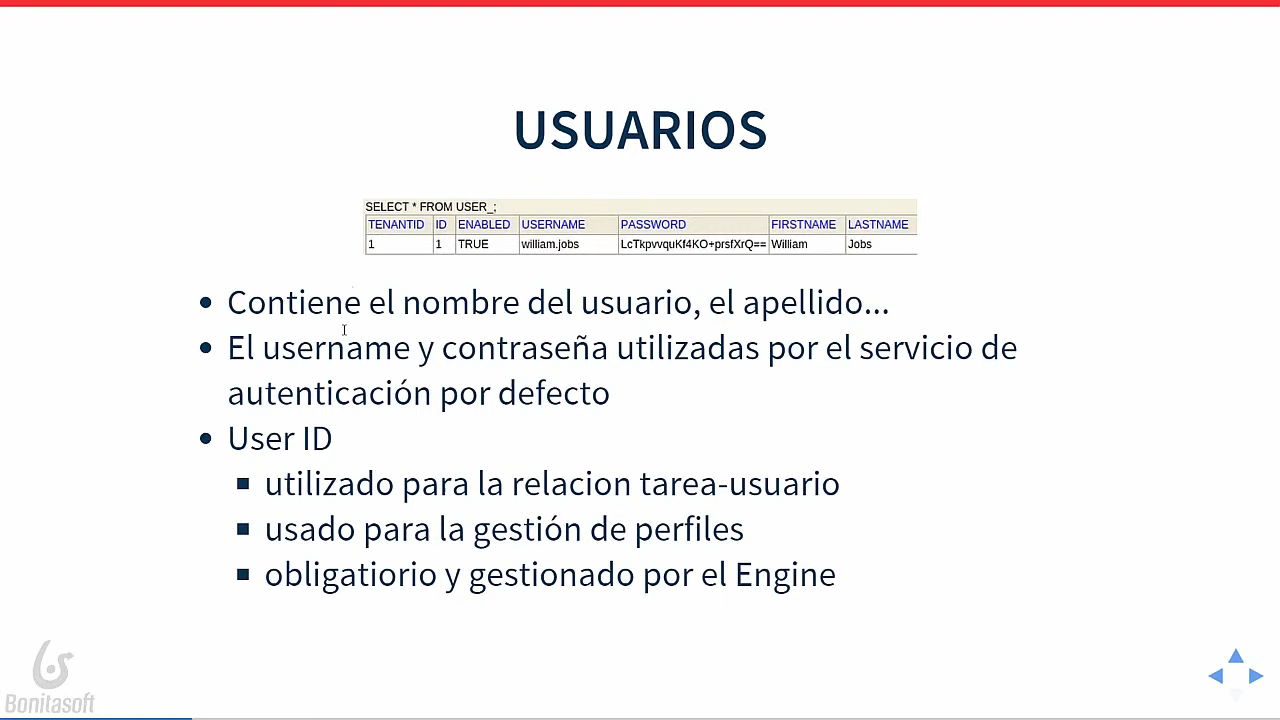 USUARIOS
SELECT * FROM USER_;
TENANTID ID ENABLED USERNAME PASSWORD FIRSTNAME LASTNAME
1 1 TRUE william.jobs LcTkpvvquKf4KO+prsfXrQ== William Jobs
• Contiene el nombre del usuario, el apellido...
• El username y contraseña utilizadas por el servicio de
autenticación por defecto
• User ID
▪ utilizado para la relacion tarea-usuario
▪ usado para la gestión de perfiles
▪ obligatiorio y gestionado por el Engine
Bonitasoft